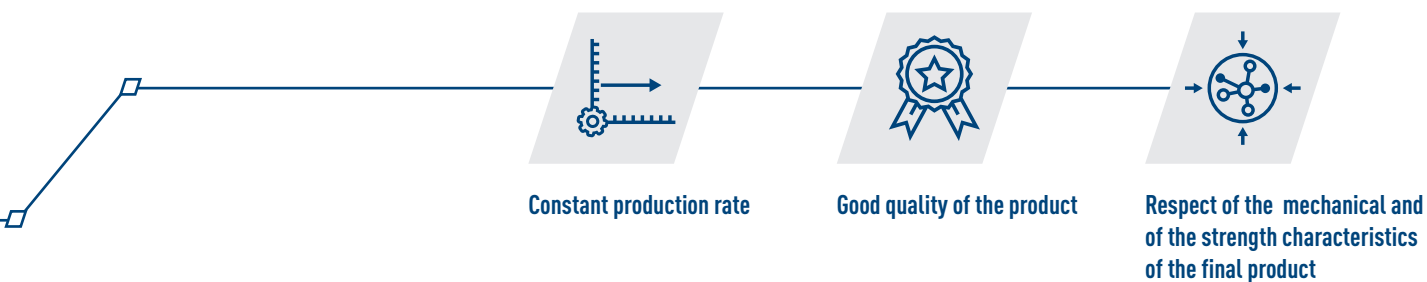 Constant production rate
Good quality of the product
Respect of the mechanical and
of the strength characteristics
of the final product